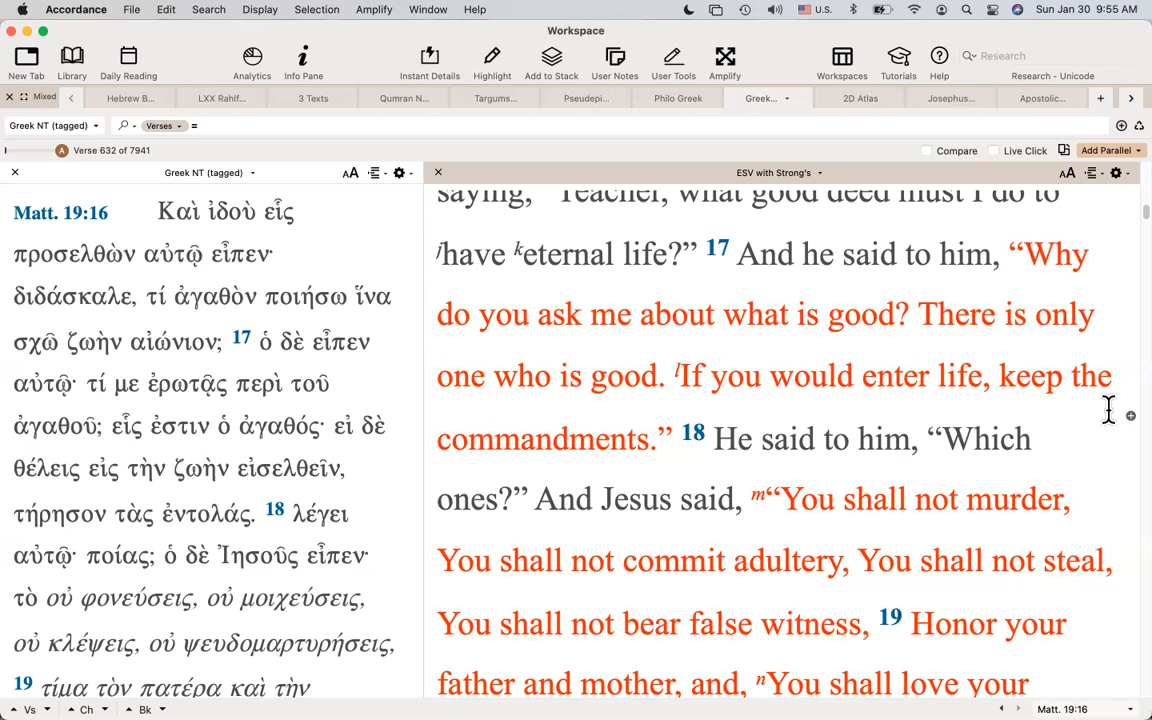 Accordance File Edit Search Display Selection Amplify Window Help U.S. Sun Jan 30 9:55 AM
Workspace
New Tab Library Daily Reading Analytics Info Pane Instant Details Highlight Add to Stack User Notes User Tools Amplify Workspaces Tutorials Help Research - Unicode
Research
Mixed Hebrew B... LXX Rahlf... 3 Texts Qumran N... Targums... Pseudepi... Philo Greek Greek... 2D Atlas Josephus... Apostolic...
Greek NT (tagged) Verses =
A Verse 632 of 7941 Compare Live Click Add Parallel
Greek NT (tagged) AA
Matt. 19:16 Καὶ ἰδοὺ εἷς
προσελθὼν αὐτῷ εἶπεν·
διδάσκαλε, τί ἀγαθὸν ποιήσω ἵνα
σχῶ ζωὴν αἰώνιον; 17 ὁ δὲ εἶπεν
αὐτῷ· τί με ἐρωτᾷς περὶ τοῦ
ἀγαθοῦ; εἷς ἐστιν ὁ ἀγαθός· εἰ δὲ
θέλεις εἰς τὴν ζωὴν εἰσελθεῖν,
τήρησον τὰς ἐντολάς. 18 λέγει
αὐτῷ· ποίας; ὁ δὲ Ἰησοῦς εἶπεν·
τὸ οὐ φονεύσεις, οὐ μοιχεύσεις,
οὐ κλέψεις, οὐ ψευδομαρτυρήσεις,
19 τίμα τὸν πατέρα καὶ τὴν
ESV with Strong's AA
saying, “Teacher, what good deed must I do to
jhave keternal life?” 17 And he said to him, “Why
do you ask me about what is good? There is only
one who is good. lIf you would enter life, keep the
commandments.” 18 He said to him, “Which
ones?” And Jesus said, m“You shall not murder,
You shall not commit adultery, You shall not steal,
You shall not bear false witness, 19 Honor your
father and mother, and, nYou shall love your
Vs Ch Bk Matt. 19:16